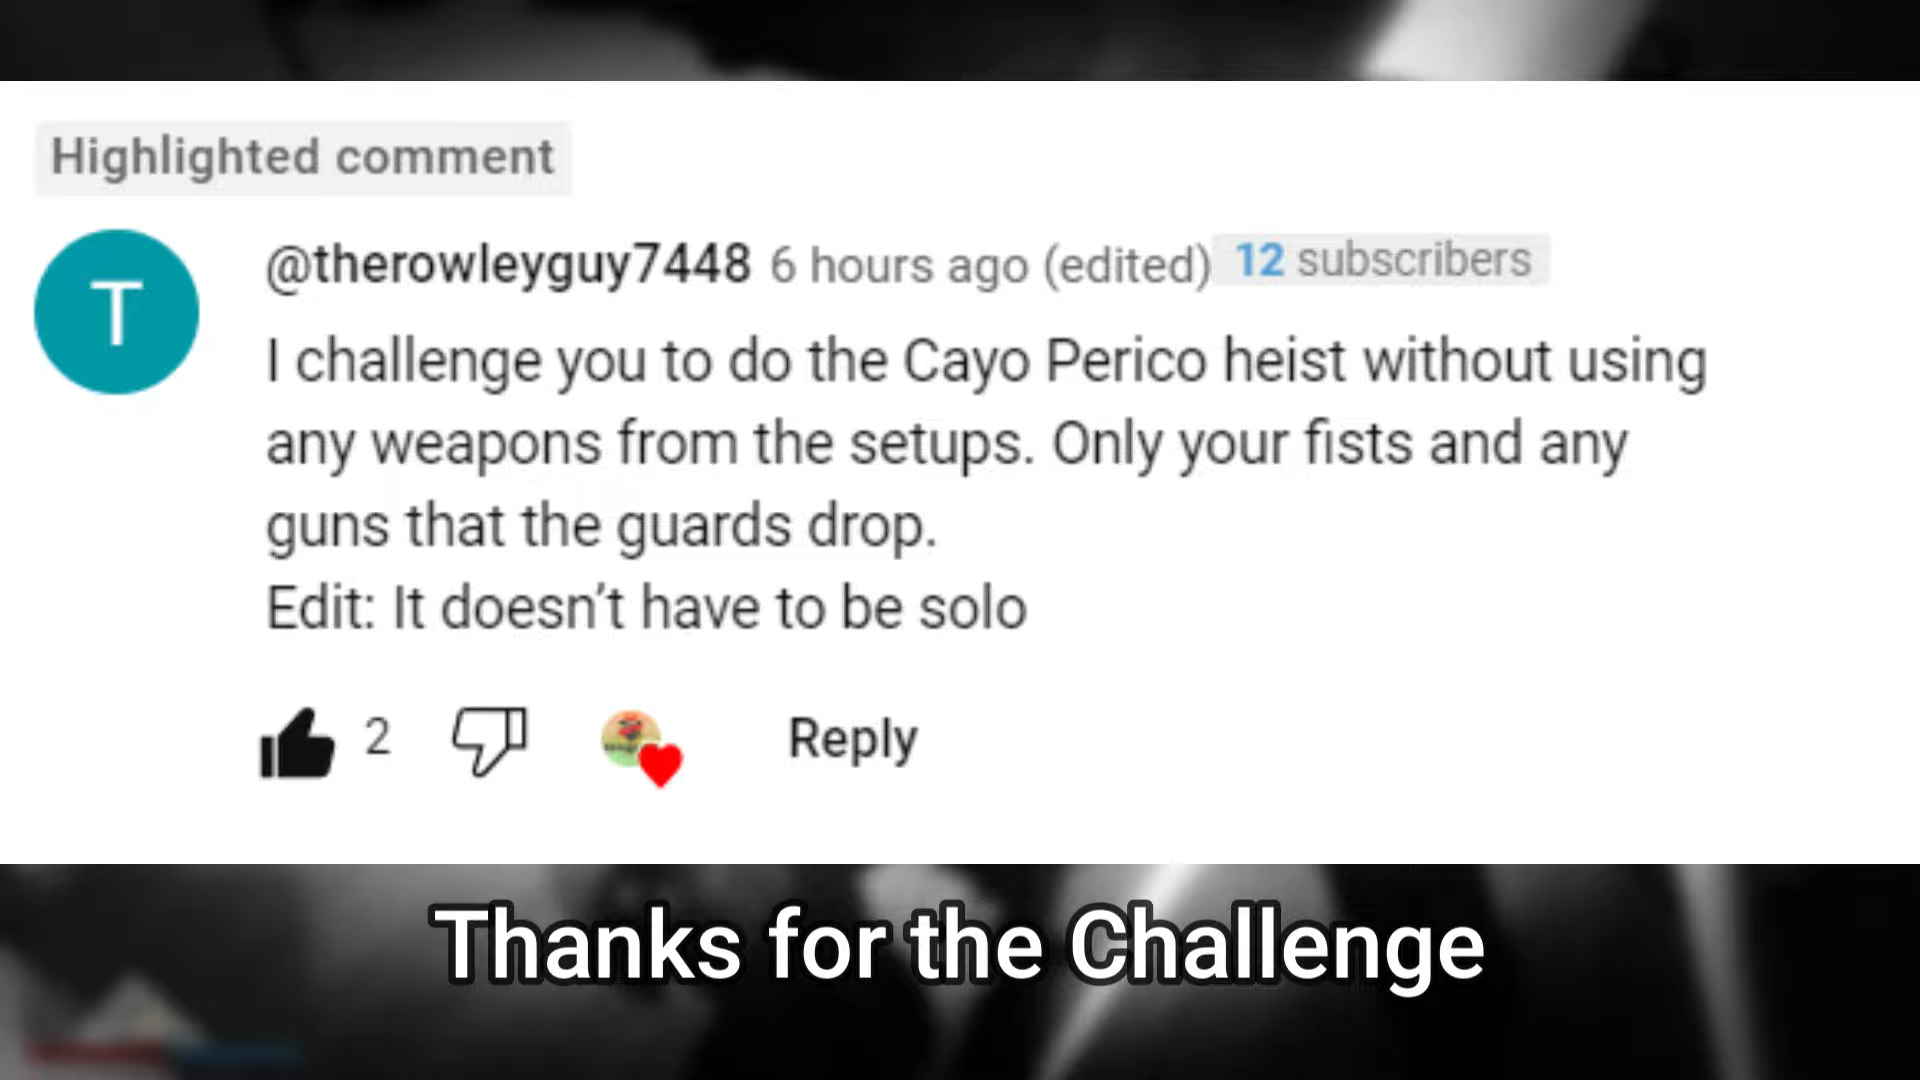 Highlighted comment
T
@therowleyguy7448 6 hours ago (edited) 12 subscribers
I challenge you to do the Cayo Perico heist without using
any weapons from the setups. Only your fists and any
guns that the guards drop.
Edit: It doesn’t have to be solo
2 Reply
Thanks for the Challenge